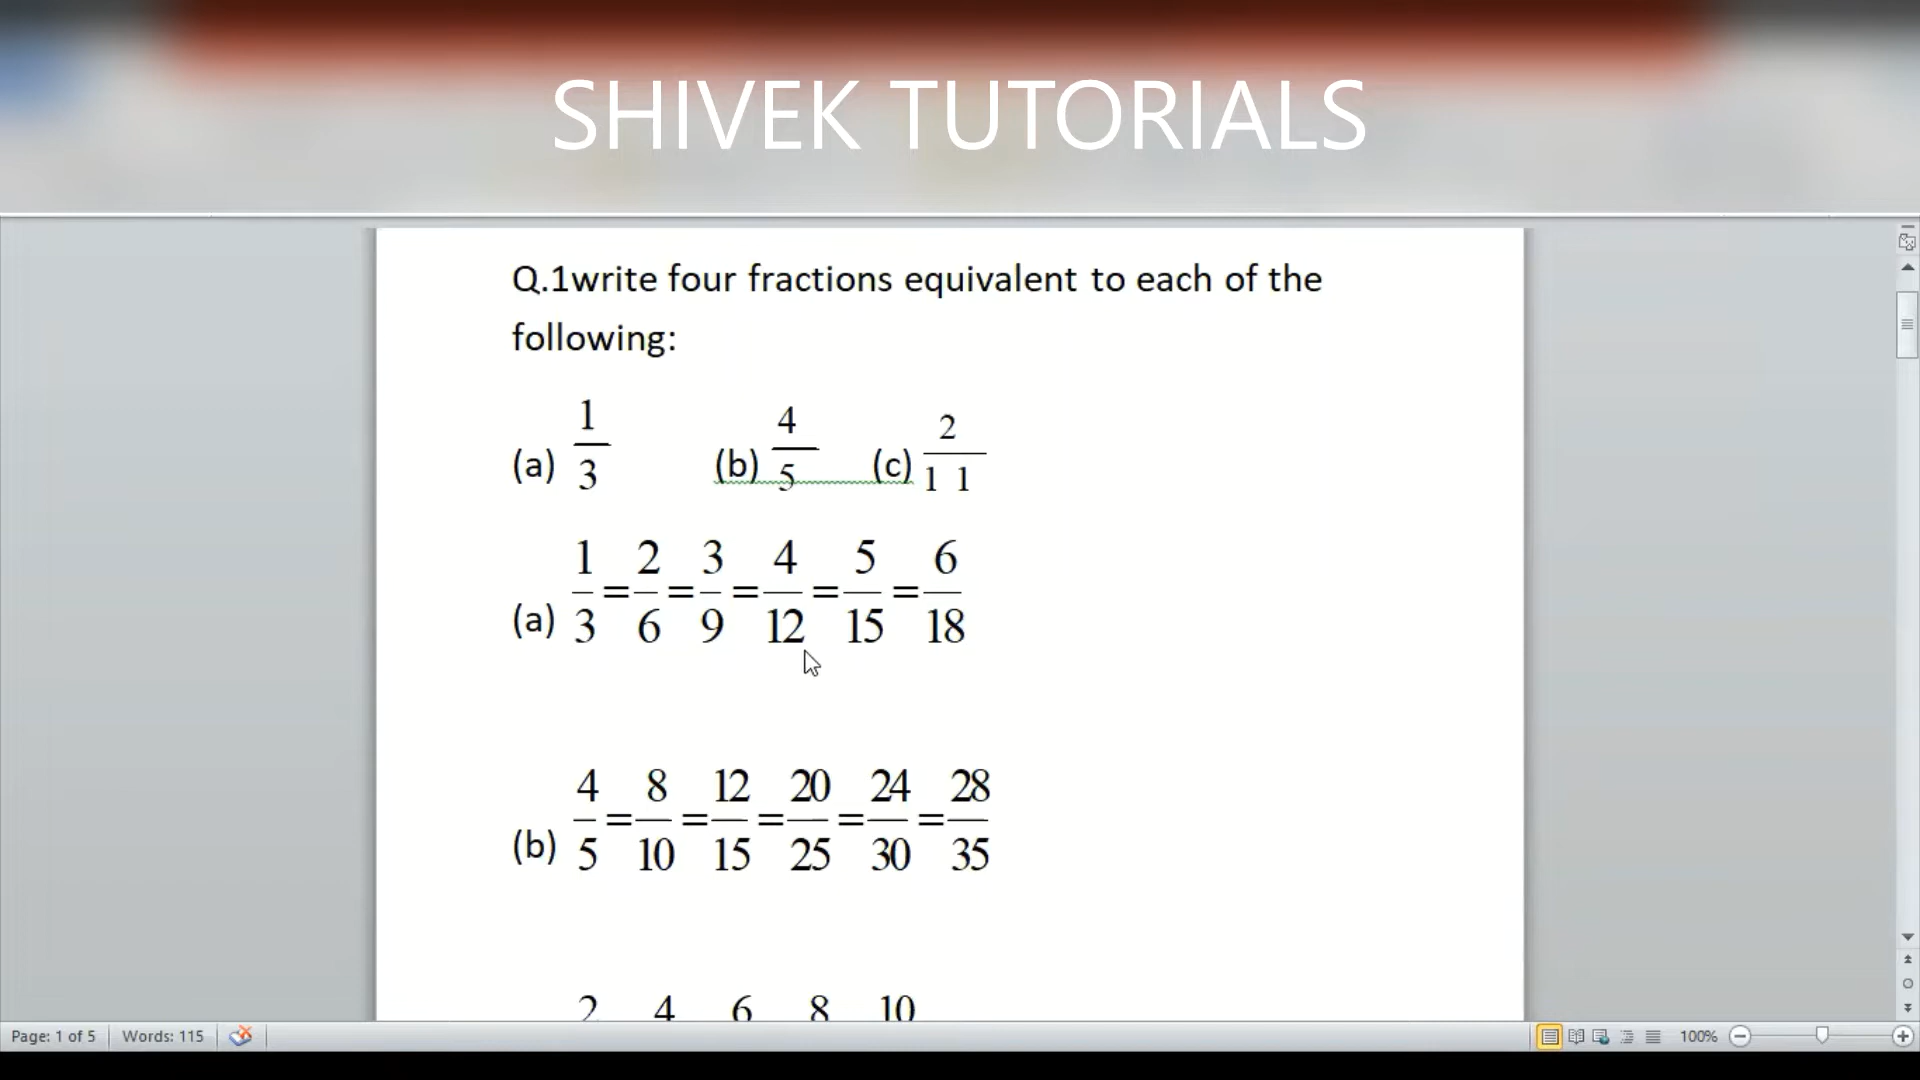 SHIVEK TUTORIALS
Q.1write four fractions equivalent to each of the
following:
(a) 1/3 (b) 4/5 (c) 2/1 1
(a) 1/3 = 2/6 = 3/9 = 4/12 = 5/15 = 6/18
(b) 4/5 = 8/10 = 12/15 = 20/25 = 24/30 = 28/35
2 4 6 8 10
Page: 1 of 5 Words: 115 100%